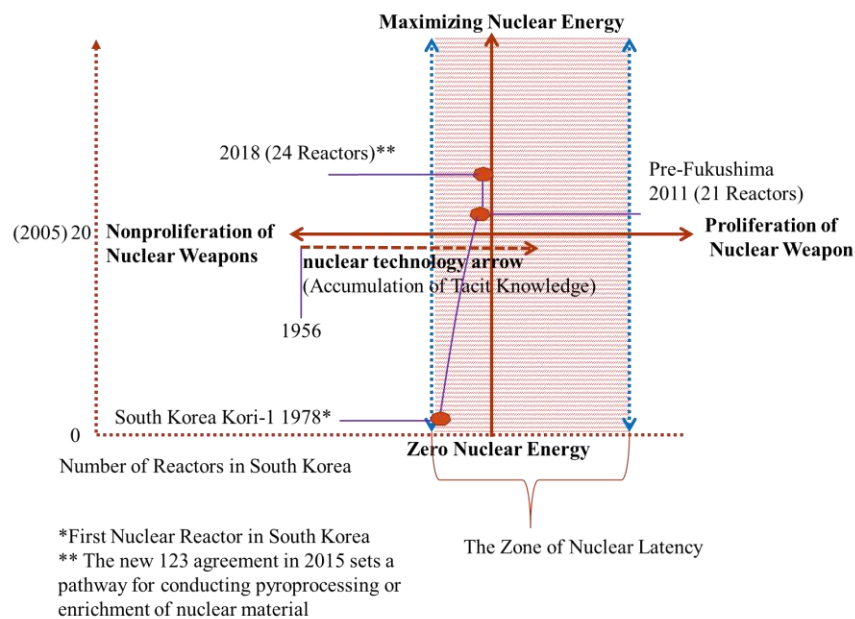 Maximizing Nuclear Energy
2018 (24 Reactors)**
Pre-Fukushima
2011 (21 Reactors)
(2005) 20
Nonproliferation of
Nuclear Weapons
Proliferation of
Nuclear Weapon
nuclear technology arrow
(Accumulation of Tacit Knowledge)
1956
South Korea Kori-1 1978*
0
Zero Nuclear Energy
Number of Reactors in South Korea
The Zone of Nuclear Latency
*First Nuclear Reactor in South Korea
** The new 123 agreement in 2015 sets a
pathway for conducting pyroprocessing or
enrichment of nuclear material